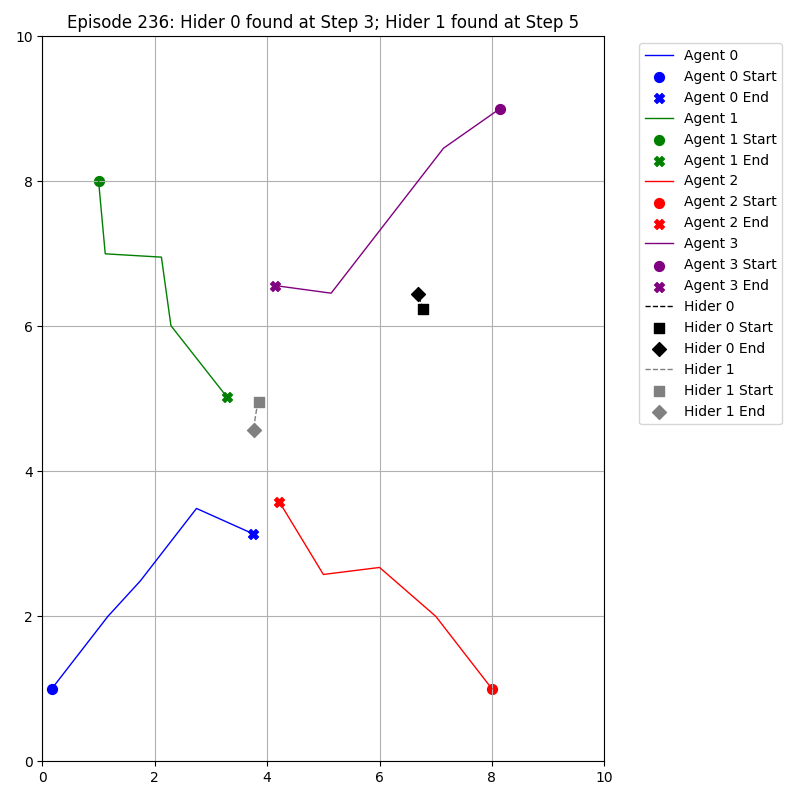 Episode 236: Hider 0 found at Step 3; Hider 1 found at Step 5
10
8
6
4
2
0
0 2 4 6 8 10
Agent 0
Agent 0 Start
Agent 0 End
Agent 1
Agent 1 Start
Agent 1 End
Agent 2
Agent 2 Start
Agent 2 End
Agent 3
Agent 3 Start
Agent 3 End
Hider 0
Hider 0 Start
Hider 0 End
Hider 1
Hider 1 Start
Hider 1 End